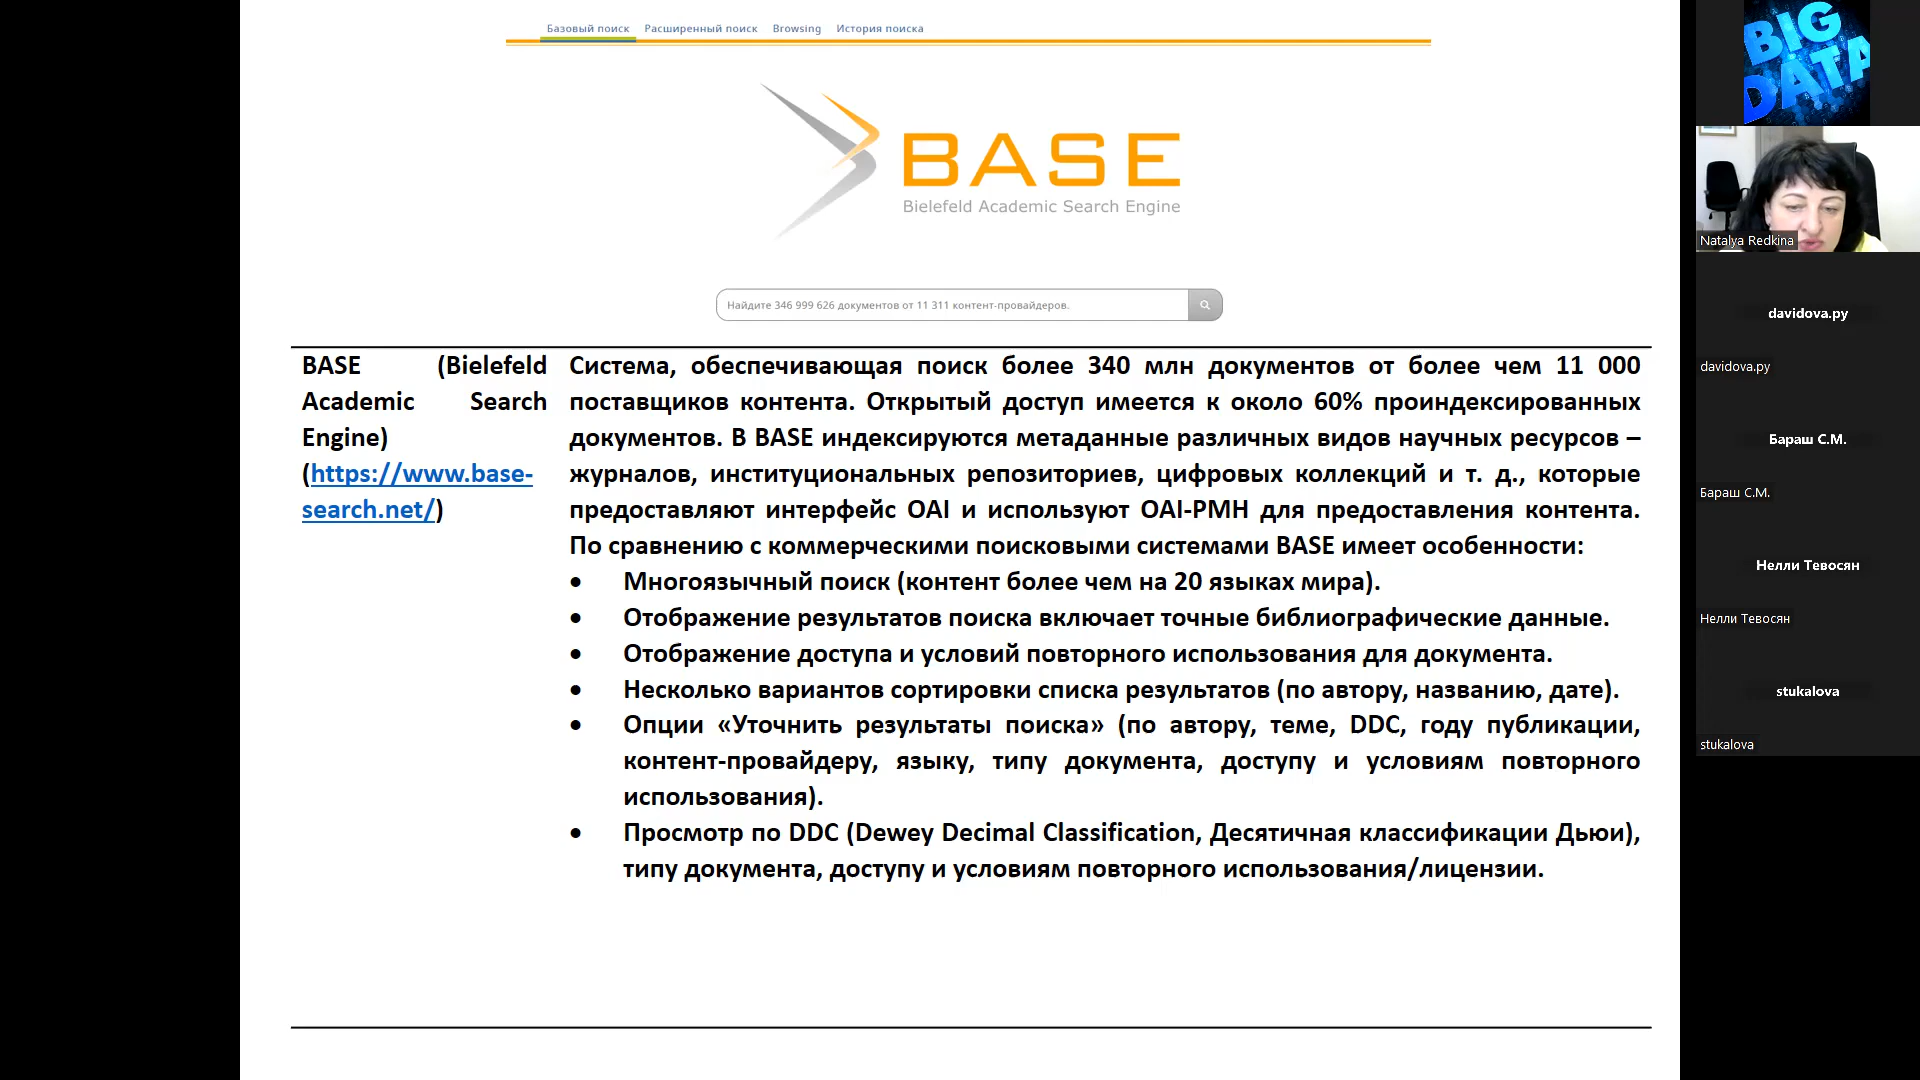 Базовый поиск Расширенный поиск Browsing История поиска
BASE
Bielefeld Academic Search Engine
Найдите 346 999 626 документов от 11 311 контент-провайдеров.
BASE (Bielefeld
Academic Search
Engine)
(https://www.base-
search.net/)
Система, обеспечивающая поиск более 340 млн документов от более чем 11 000
поставщиков контента. Открытый доступ имеется к около 60% проиндексированных
документов. В BASE индексируются метаданные различных видов научных ресурсов –
журналов, институциональных репозиториев, цифровых коллекций и т. д., которые
предоставляют интерфейс OAI и используют OAI-PMH для предоставления контента.
По сравнению с коммерческими поисковыми системами BASE имеет особенности:
• Многоязычный поиск (контент более чем на 20 языках мира).
• Отображение результатов поиска включает точные библиографические данные.
• Отображение доступа и условий повторного использования для документа.
• Несколько вариантов сортировки списка результатов (по автору, названию, дате).
• Опции «Уточнить результаты поиска» (по автору, теме, DDC, году публикации,
контент-провайдеру, языку, типу документа, доступу и условиям повторного
использования).
• Просмотр по DDC (Dewey Decimal Classification, Десятичная классификации Дьюи),
типу документа, доступу и условиям повторного использования/лицензии.
BIG
DATA
Natalya Redkina
davidova.ру
davidova.ру
Бараш С.М.
Бараш С.М.
Нелли Тевосян
Нелли Тевосян
stukalova
stukalova